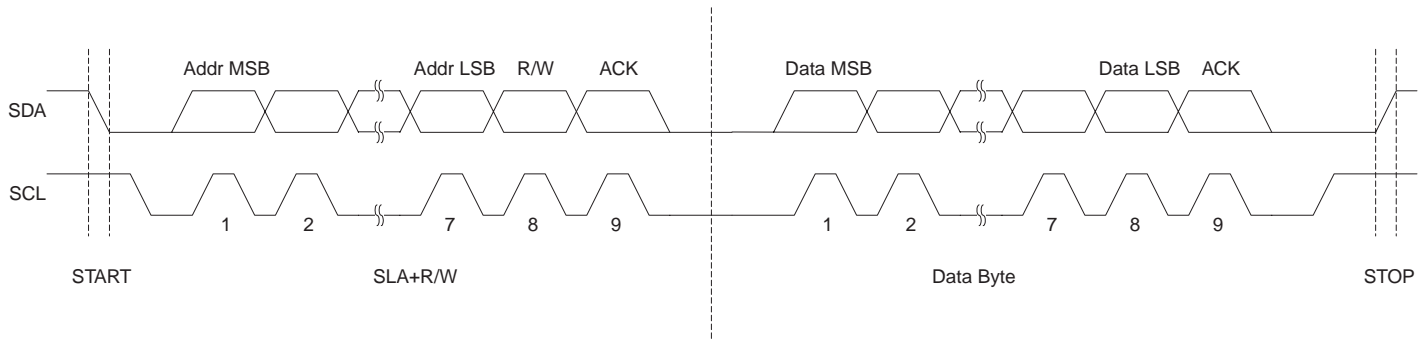 Addr MSB Addr LSB R/W ACK Data MSB Data LSB ACK
SDA
SCL
1 2 7 8 9 1 2 7 8 9
START SLA+R/W Data Byte STOP